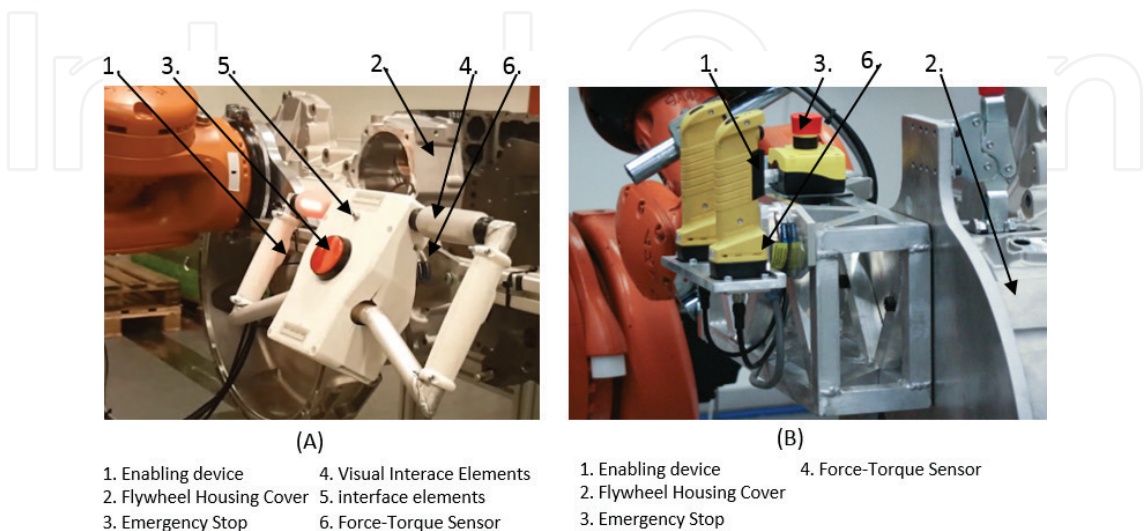 IntechOpen
1. 3. 5. 2. 4. 6. 1. 3. 6. 2.
(A) (B)
1. Enabling device 4. Visual Interace Elements
2. Flywheel Housing Cover 5. interface elements
3. Emergency Stop 6. Force-Torque Sensor
1. Enabling device 4. Force-Torque Sensor
2. Flywheel Housing Cover
3. Emergency Stop